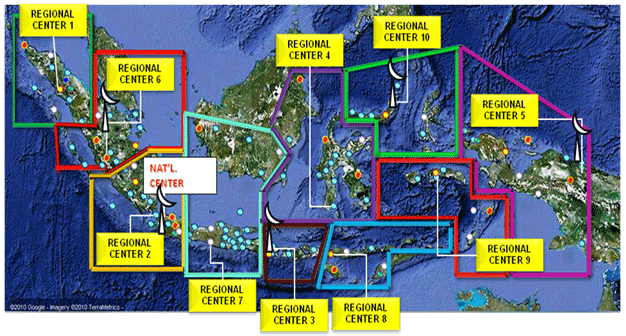 REGIONAL
CENTER 1
REGIONAL
CENTER 6
REGIONAL
CENTER 4
REGIONAL
CENTER 10
REGIONAL
CENTER 5
NAT'L.
CENTER
REGIONAL
CENTER 2
REGIONAL
CENTER 7
REGIONAL
CENTER 3
REGIONAL
CENTER 8
REGIONAL
CENTER 9
©2010 Google - Imagery ©2010 TerraMetrics -